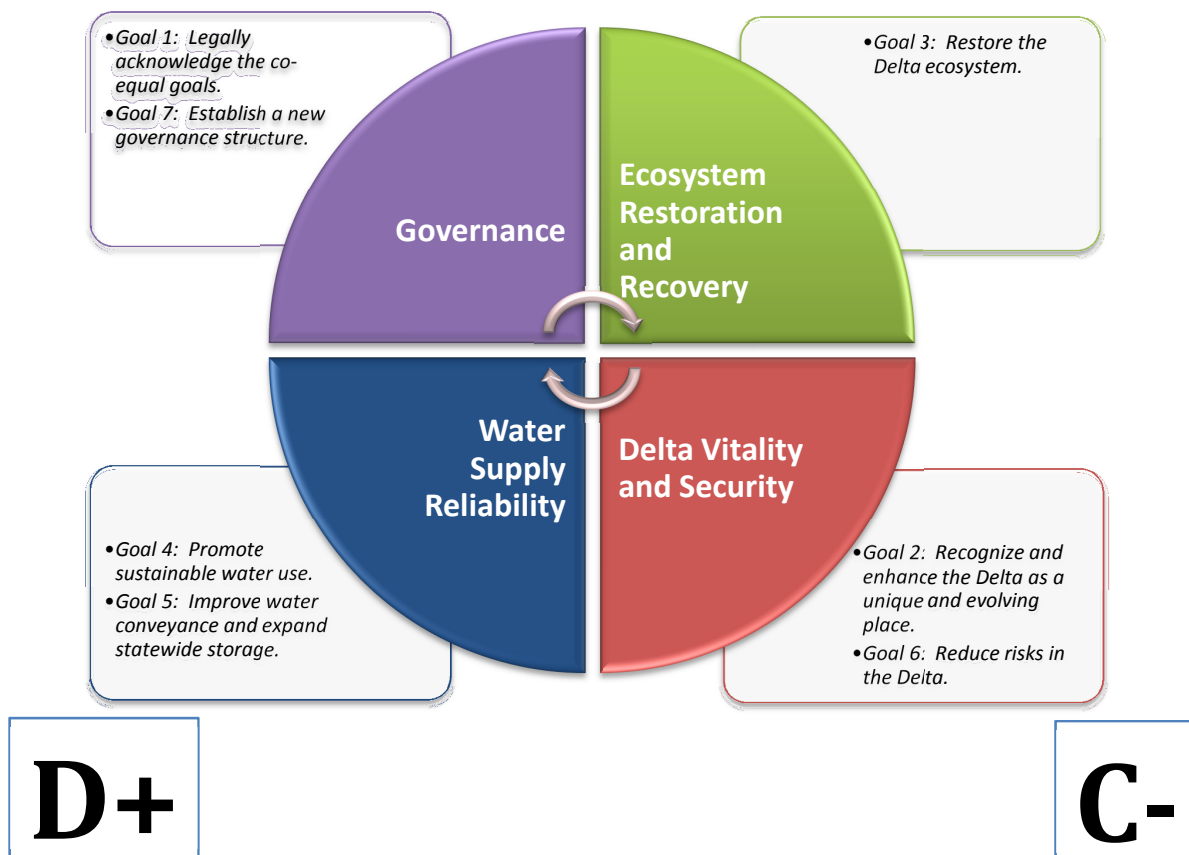 •Goal 1:  Legally
acknowledge the co-
equal goals.
•Goal 7:  Establish a new
governance structure.
•Goal 3:  Restore the
Delta ecosystem.
Governance
Ecosystem
Restoration
and
Recovery
Water
Supply
Reliability
Delta Vitality
and Security
•Goal 4:  Promote
sustainable water use.
•Goal 5:  Improve water
conveyance and expand
statewide storage.
•Goal 2:  Recognize and
enhance the Delta as a
unique and evolving
place.
•Goal 6:  Reduce risks in
the Delta.
D+
C-